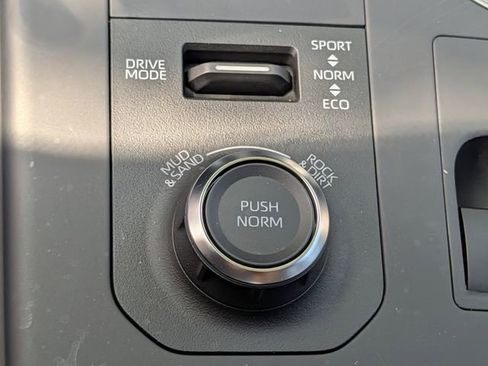 DRIVE
MODE
SPORT
NORM
ECO
MUD
& SAND
ROCK
& DIRT
PUSH
NORM